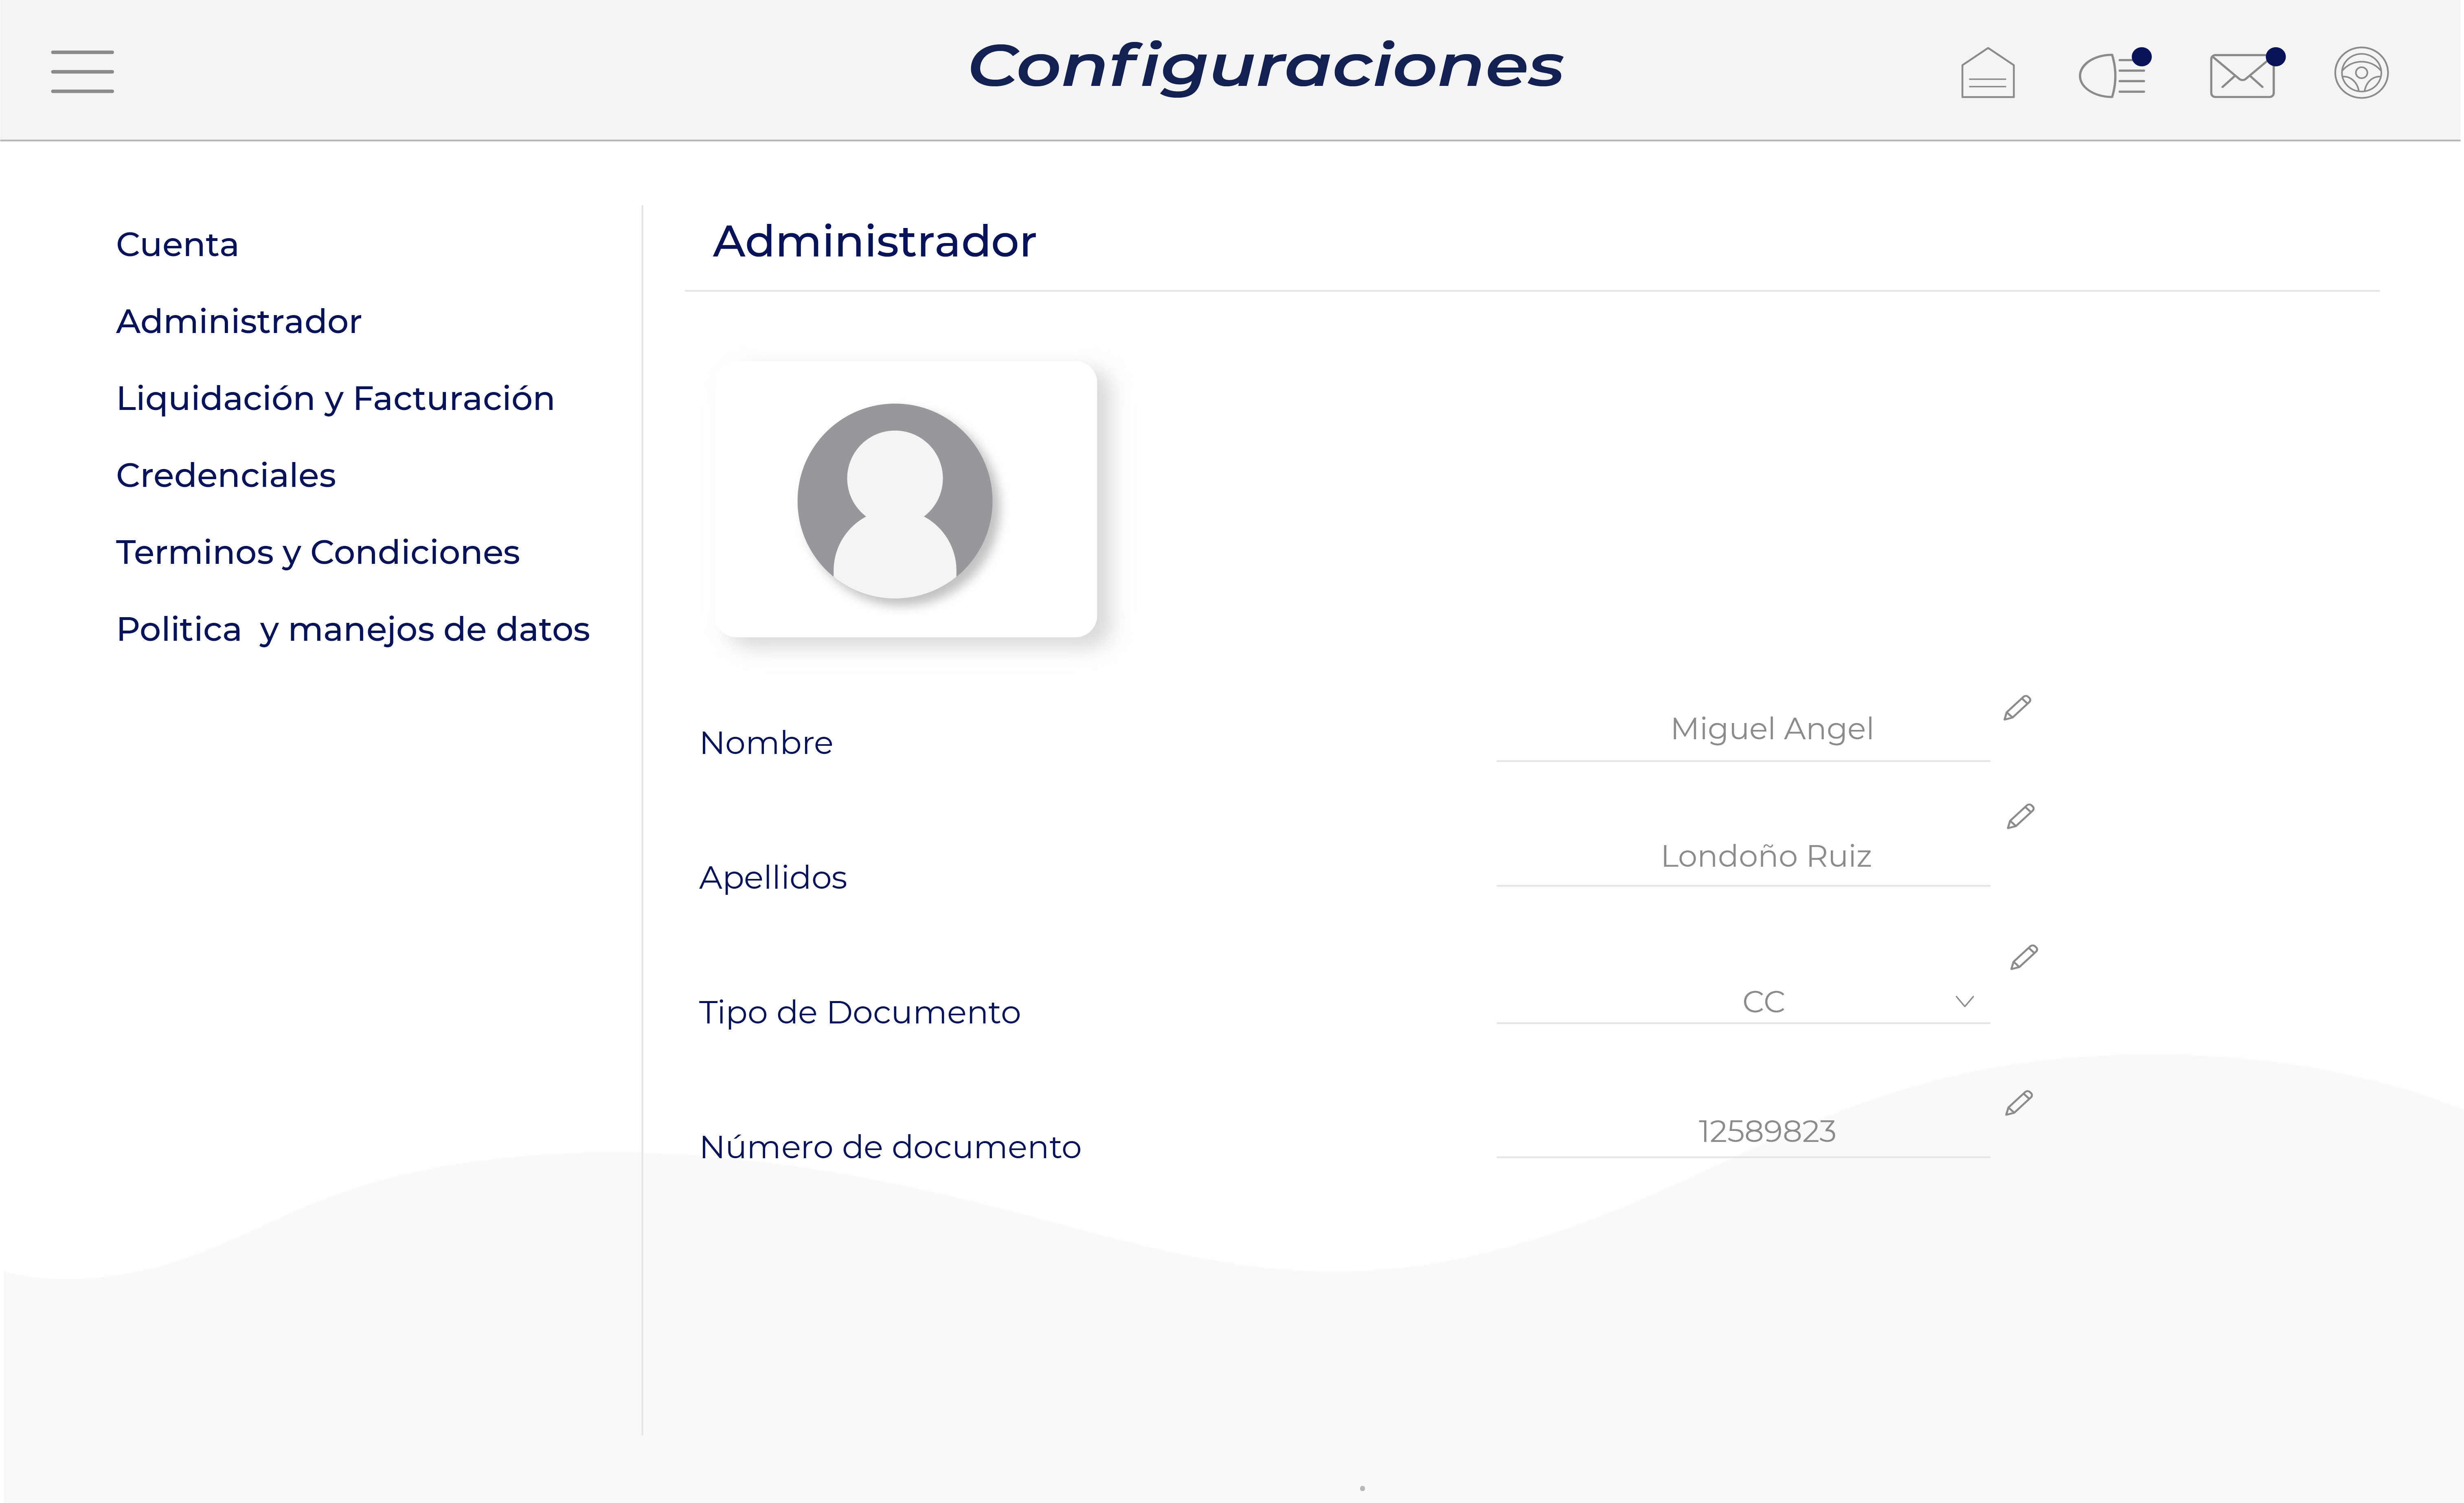 Configuraciones
Cuenta
Administrador
Liquidación y Facturación
Credenciales
Terminos y Condiciones
Politica  y manejos de datos
Administrador
Nombre
Miguel Angel
Apellidos
Londoño Ruiz
Tipo de Documento
CC
Número de documento
12589823